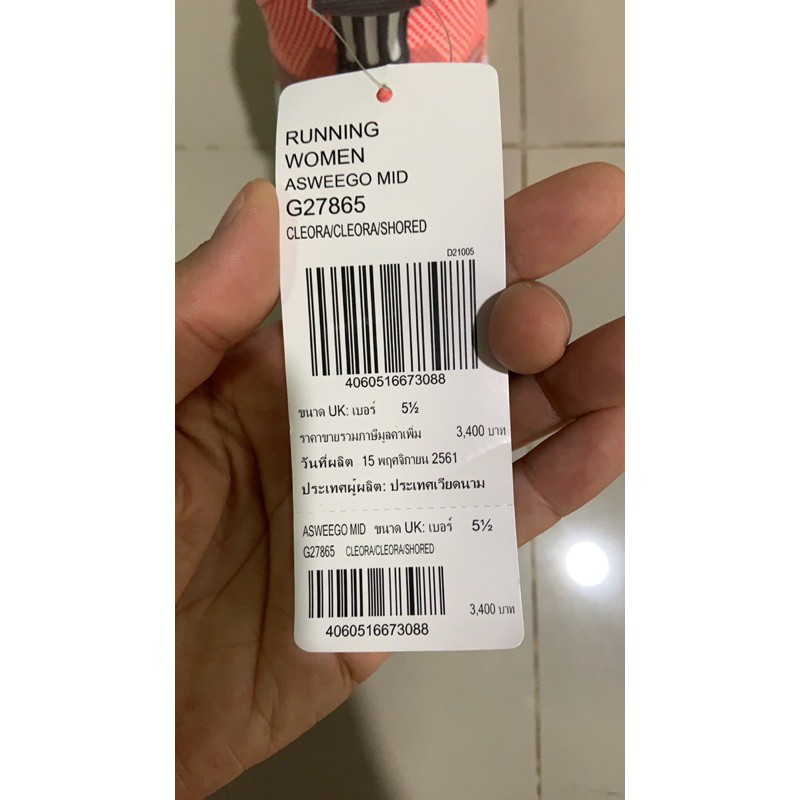 RUNNING
WOMEN
ASWEEGO MID
G27865
CLEORA/CLEORA/SHORED
D21005
4060516673088
ขนาด UK: เบอร์ 5½
ราคาขายรวมภาษีมูลค่าเพิ่ม 3,400 บาท
วันที่ผลิต 15 พฤศจิกายน 2561
ประเทศผู้ผลิต: ประเทศเวียดนาม
ASWEEGO MID ขนาด UK: เบอร์ 5½
G27865 CLEORA/CLEORA/SHORED
3,400 บาท
4060516673088